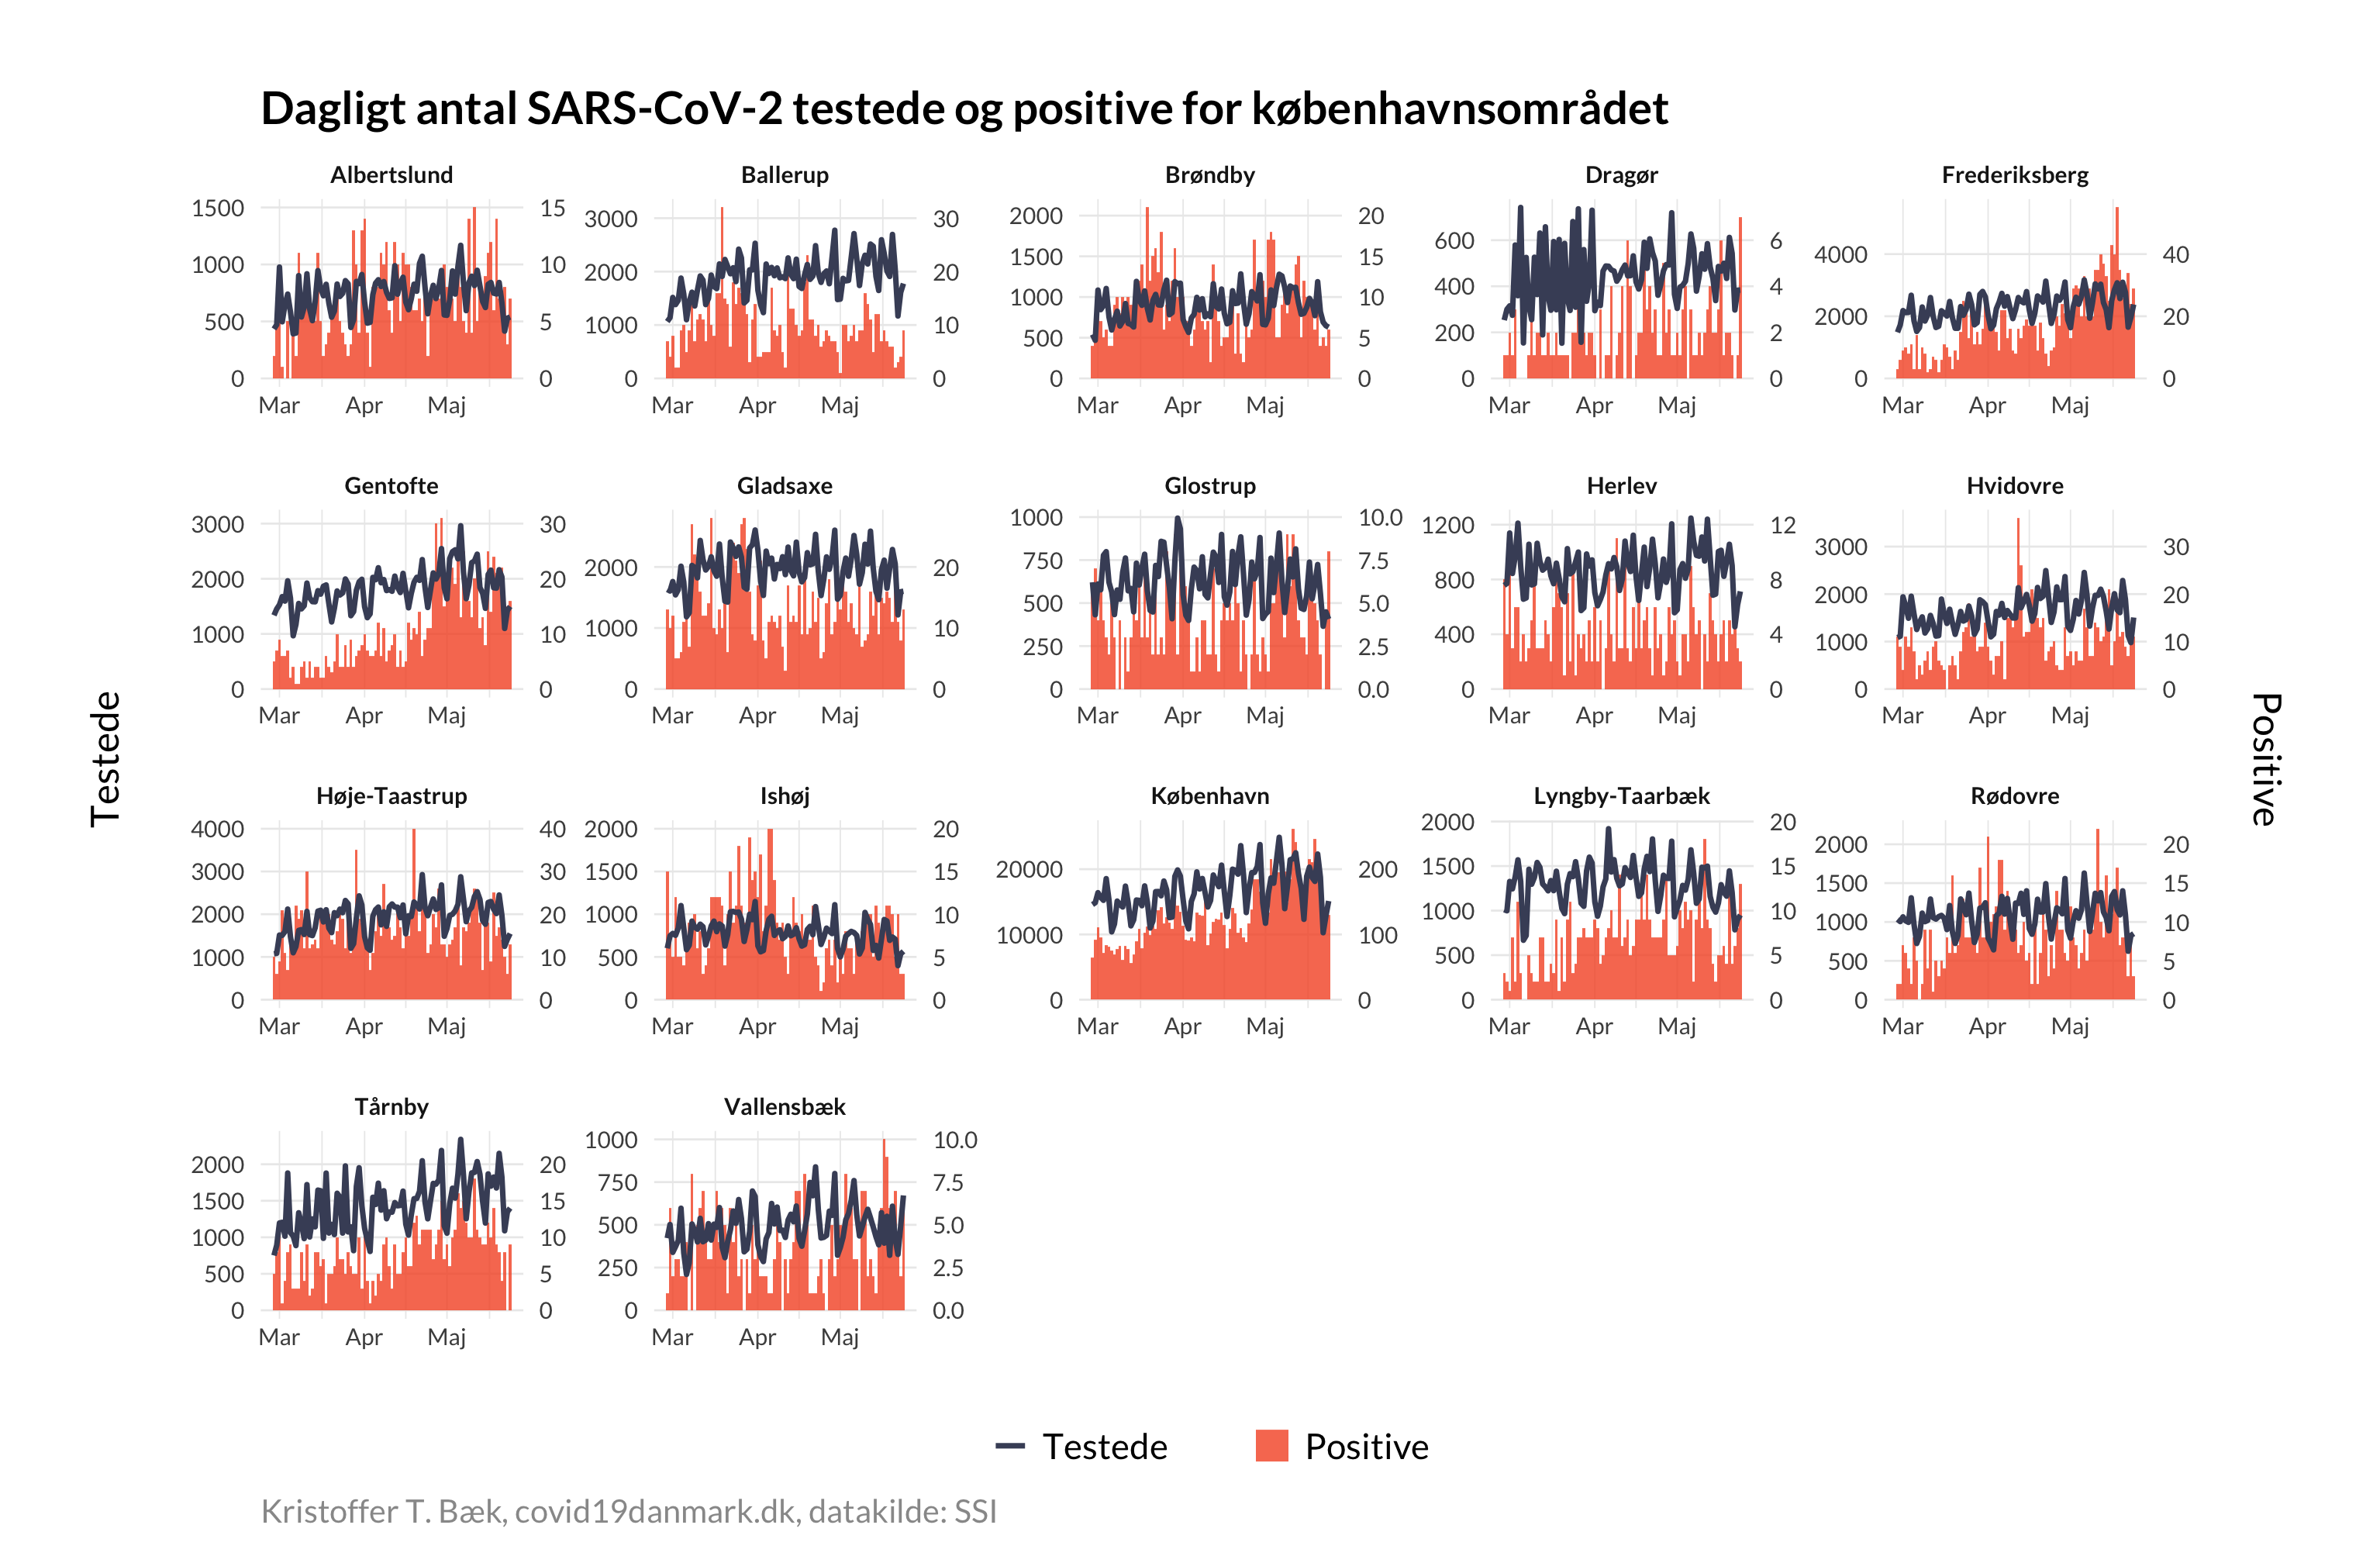 Dagligt antal SARS-CoV-2 testede og positive for københavnsområdet
Albertslund Ballerup Brøndby Dragør Frederiksberg
1500 15 3000 30 2000 20 600 6 4000 40
1000 10 2000 20 1500 15 400 4 2000 20
500 5 1000 10 1000 10 200 2 0 0
0 0 0 0 500 5 0 0
0 0
Mar Apr Maj Mar Apr Maj Mar Apr Maj Mar Apr Maj Mar Apr Maj
Gentofte Gladsaxe Glostrup Herlev Hvidovre
3000 30 2000 20 1000 10.0 1200 12 3000 30
2000 20 1000 10 750 7.5 800 8 2000 20
1000 10 0 0 500 5.0 400 4 1000 10
0 0 250 2.5 0 0 0 0
0 0.0
Mar Apr Maj Mar Apr Maj Mar Apr Maj Mar Apr Maj Mar Apr Maj
Testede
Positive
Høje-Taastrup Ishøj København Lyngby-Taarbæk Rødovre
4000 40 2000 20 20000 200 2000 20 2000 20
3000 30 1500 15 10000 100 1500 15 1500 15
2000 20 1000 10 0 0 1000 10 1000 10
1000 10 500 5 500 5 500 5
0 0 0 0 0 0 0 0
Mar Apr Maj Mar Apr Maj Mar Apr Maj Mar Apr Maj Mar Apr Maj
Tårnby Vallensbæk
2000 20 1000 10.0
1500 15 750 7.5
1000 10 500 5.0
500 5 250 2.5
0 0 0 0.0
Mar Apr Maj Mar Apr Maj
Testede Positive
Kristoffer T. Bæk, covid19danmark.dk, datakilde: SSI